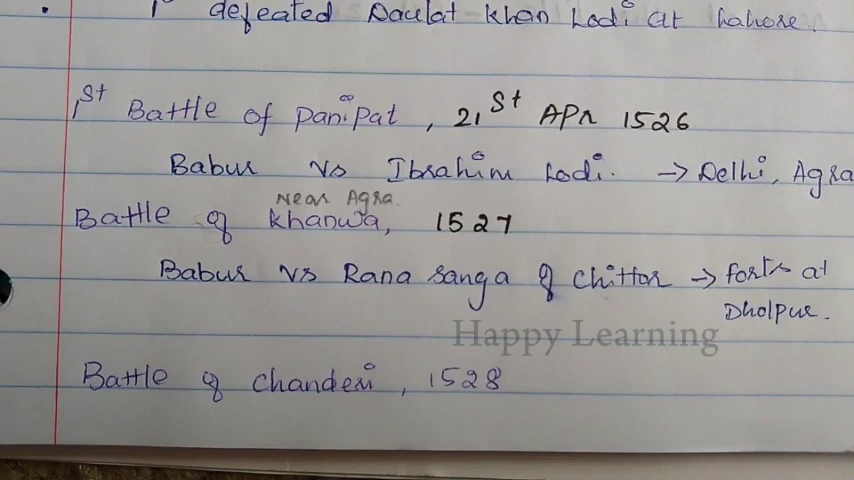 1st defeated Daulat Khan Lodi at Lahore.
1st Battle of Panipat, 21st Apr 1526
Babur Vs Ibrahim Lodi. → Delhi, Agra
Near Agra.
Battle of Khanwa, 1527
Babur Vs Rana Sanga of Chittor → forts at
Dholpur.
Happy Learning
Battle of Chanderi, 1528